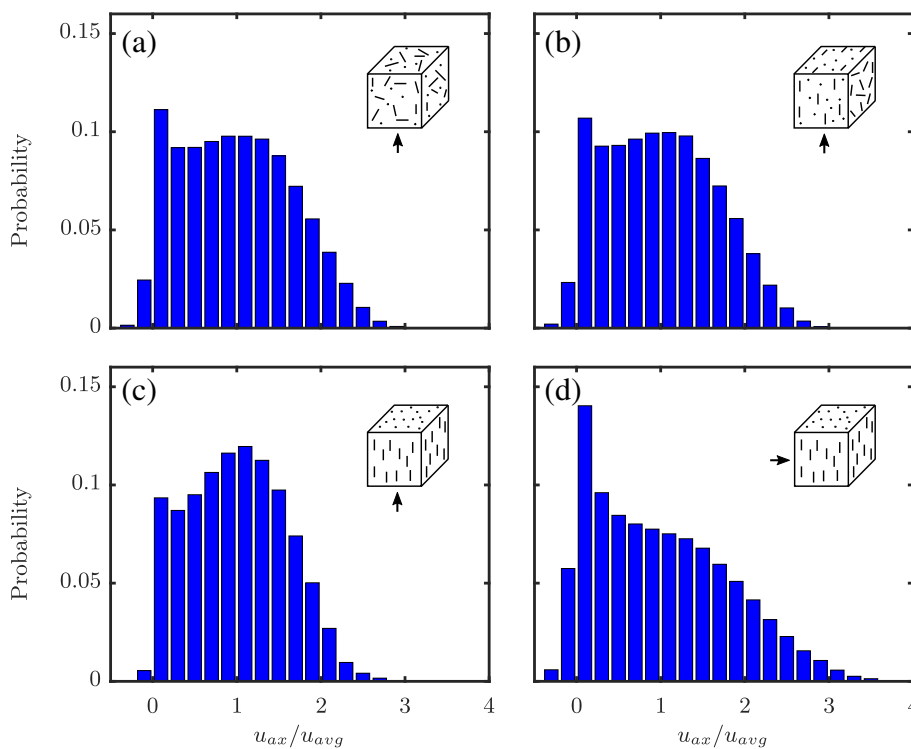 (a)
(b)
Probability
0.15
0.1
0.05
0
(c)
(d)
Probability
0.15
0.1
0.05
0
0 1 2 3 4
0 1 2 3 4
u_{ax}/u_{avg}
u_{ax}/u_{avg}